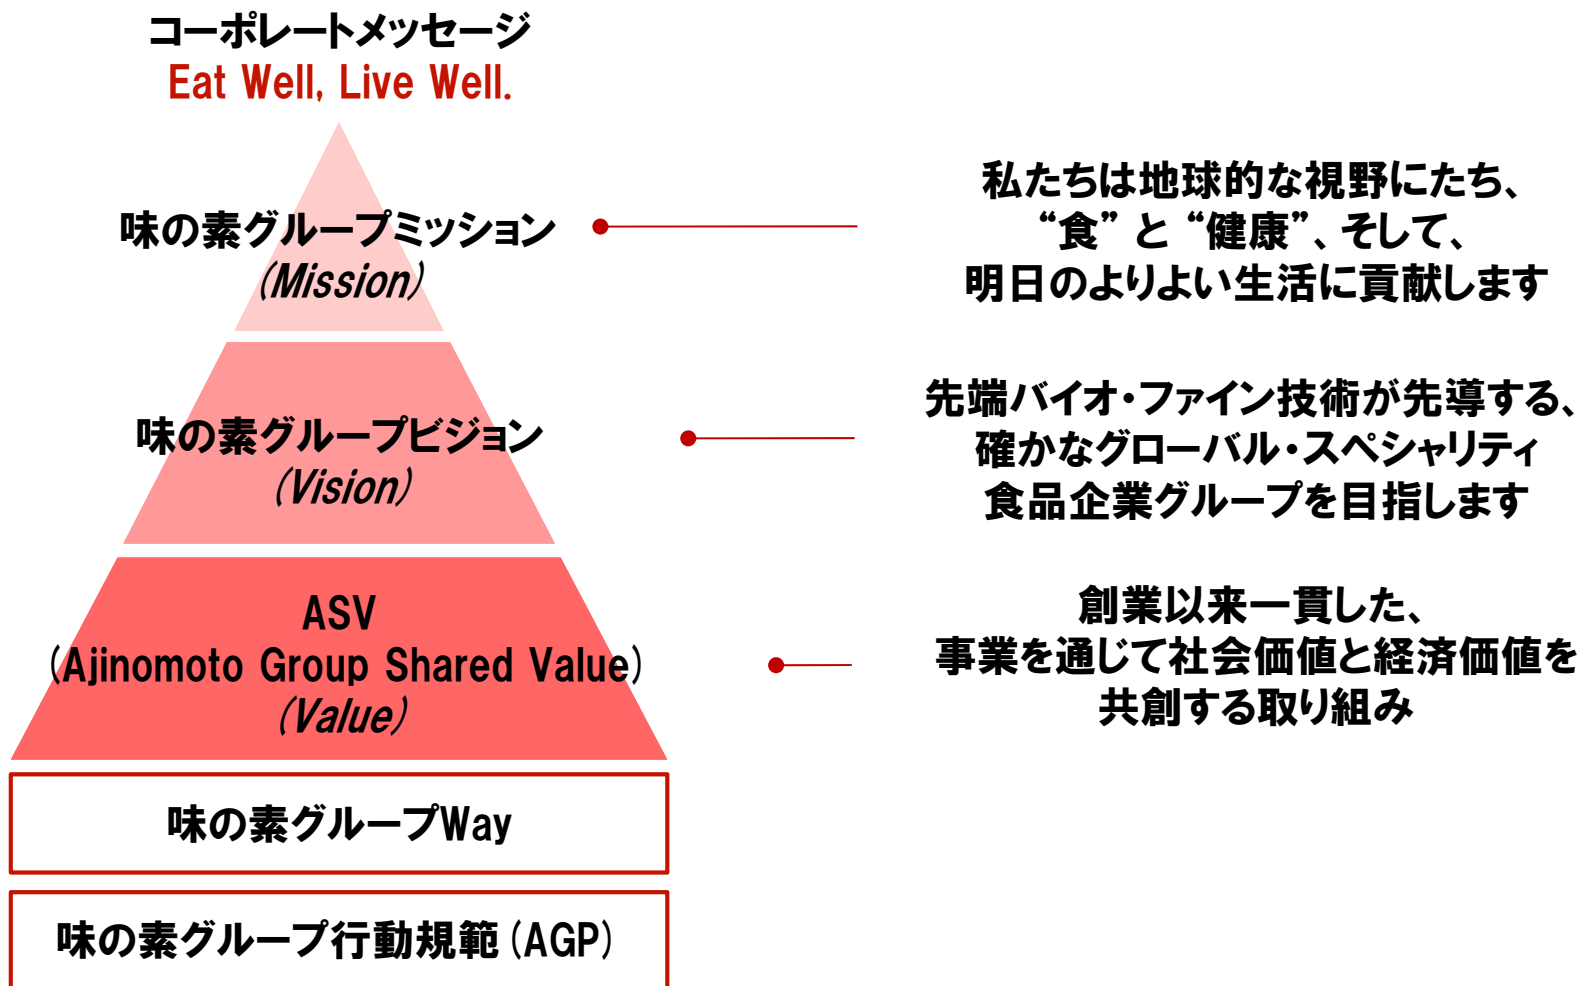 コーポレートメッセージ
Eat Well, Live Well.
味の素グループミッション
(Mission)
私たちは地球的な視野にたち、
“食” と “健康”、そして、
明日のよりよい生活に貢献します
味の素グループビジョン
(Vision)
先端バイオ・ファイン技術が先導する、
確かなグローバル・スペシャリティ
食品企業グループを目指します
ASV
(Ajinomoto Group Shared Value)
(Value)
創業以来一貫した、
事業を通じて社会価値と経済価値を
共創する取り組み
味の素グループWay
味の素グループ行動規範(AGP)